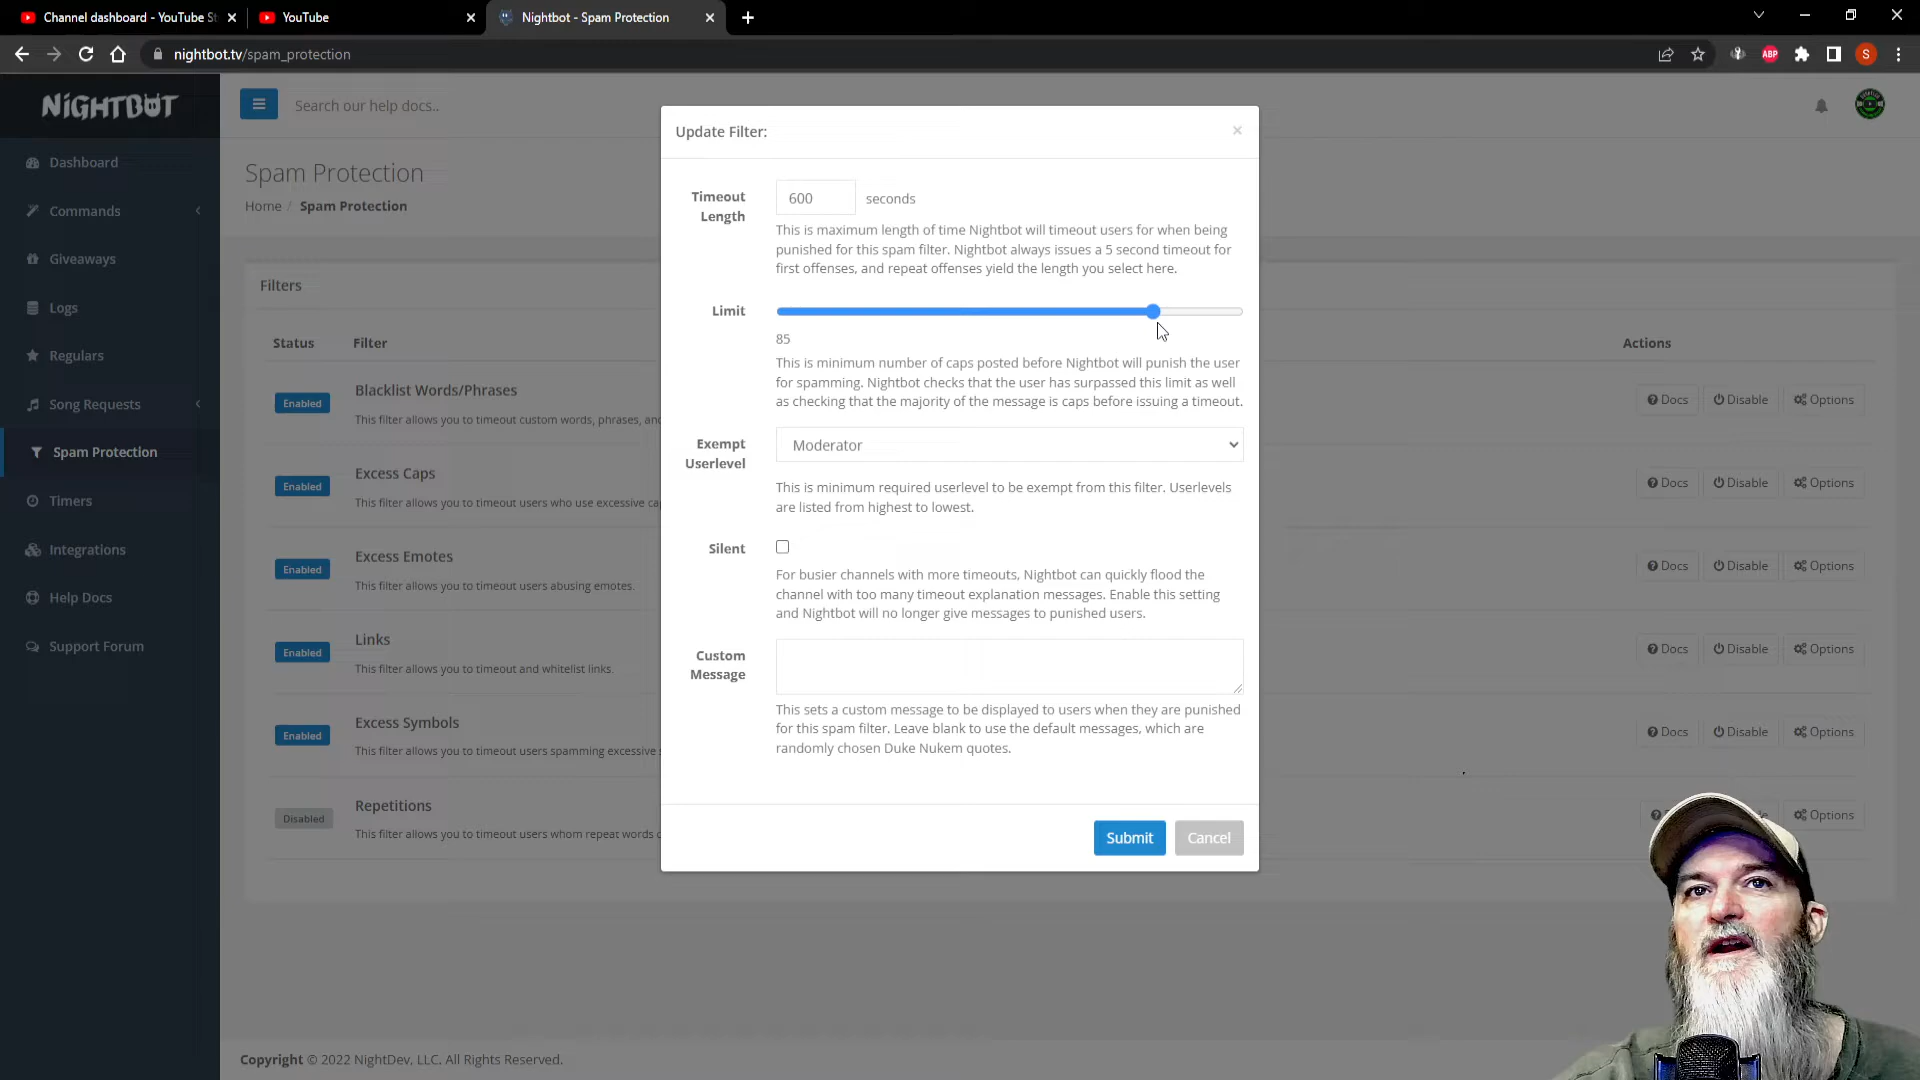 Channel dashboard - YouTube St
YouTube
Nightbot - Spam Protection
nightbot.tv/spam_protection
ABP
S
NIGHTBOT
Search our help docs..
Dashboard
Commands
Giveaways
Logs
Regulars
Song Requests
Spam Protection
Timers
Integrations
Help Docs
Support Forum
Spam Protection
Home / Spam Protection
Filters
Status Filter Actions
Enabled Blacklist Words/Phrases
This filter allows you to timeout custom words, phrases, an
Docs Disable Options
Enabled Excess Caps
This filter allows you to timeout users who use excessive ca
Docs Disable Options
Enabled Excess Emotes
This filter allows you to timeout users abusing emotes.
Docs Disable Options
Enabled Links
This filter allows you to timeout and whitelist links.
Docs Disable Options
Enabled Excess Symbols
This filter allows you to timeout users spamming excessive s
Docs Disable Options
Disabled Repetitions
This filter allows you to timeout users whom repeat words o
Options
Update Filter:
×
Timeout Length
600 seconds
This is maximum length of time Nightbot will timeout users for when being
punished for this spam filter. Nightbot always issues a 5 second timeout for
first offenses, and repeat offenses yield the length you select here.
Limit
85
This is minimum number of caps posted before Nightbot will punish the user
for spamming. Nightbot checks that the user has surpassed this limit as well
as checking that the majority of the message is caps before issuing a timeout.
Exempt Userlevel
Moderator
This is minimum required userlevel to be exempt from this filter. Userlevels
are listed from highest to lowest.
Silent
For busier channels with more timeouts, Nightbot can quickly flood the
channel with too many timeout explanation messages. Enable this setting
and Nightbot will no longer give messages to punished users.
Custom Message
This sets a custom message to be displayed to users when they are punished
for this spam filter. Leave blank to use the default messages, which are
randomly chosen Duke Nukem quotes.
Submit Cancel
Copyright © 2022 NightDev, LLC. All Rights Reserved.